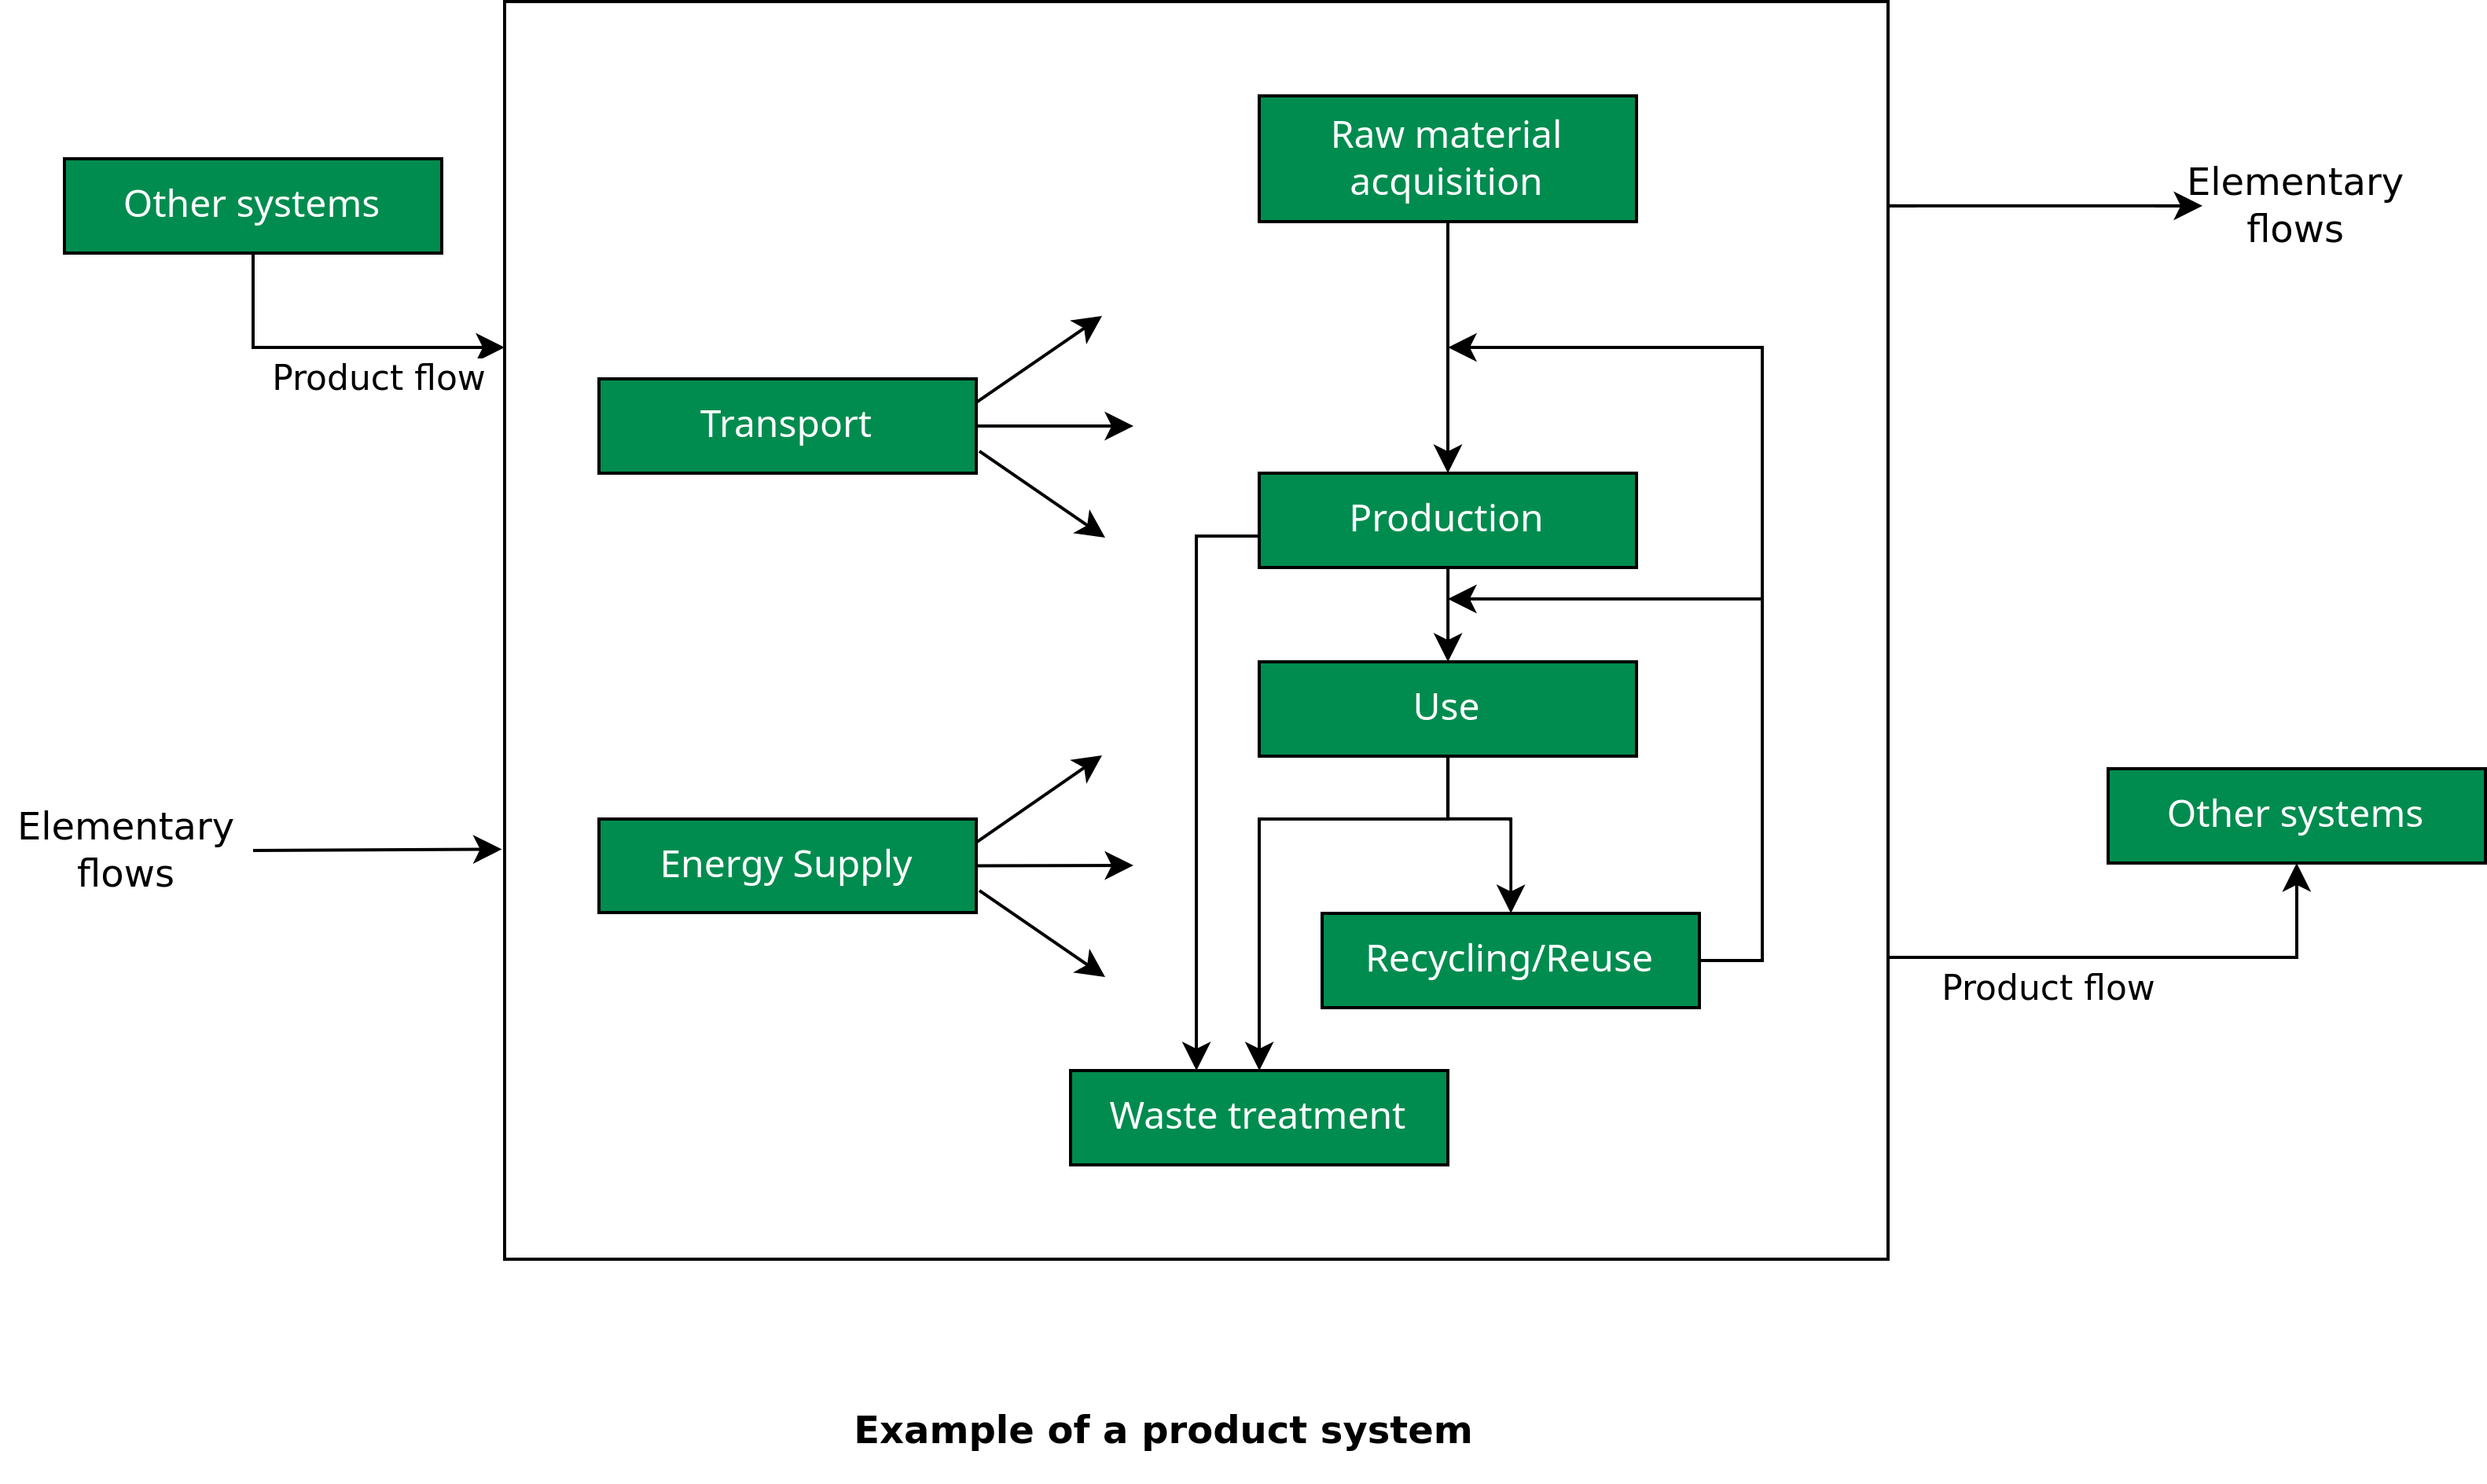 Other systems
Product flow
Elementary
flows
Raw material
acquisition
Transport
Production
Use
Energy Supply
Recycling/Reuse
Waste treatment
Elementary
flows
Other systems
Product flow
Example of a product system